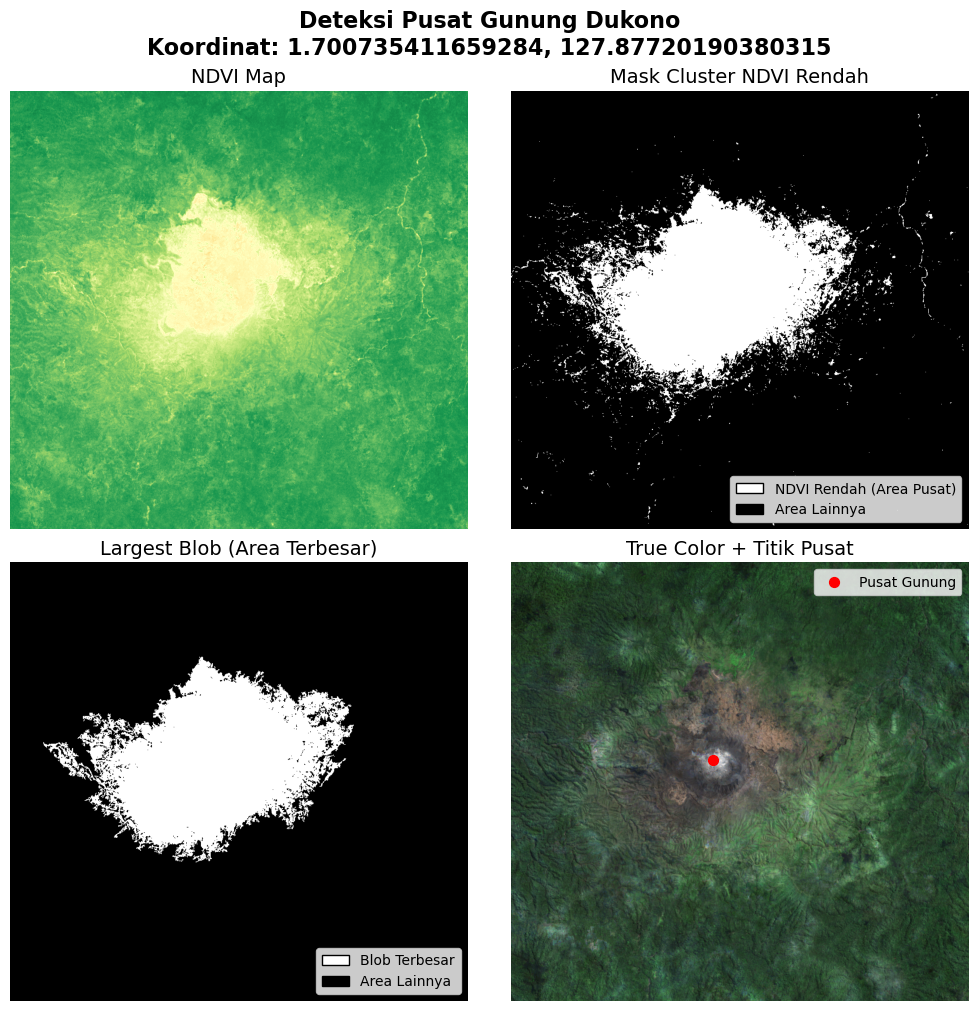 Deteksi Pusat Gunung Dukono
Koordinat: 1.700735411659284, 127.87720190380315
NDVI Map
Mask Cluster NDVI Rendah
NDVI Rendah (Area Pusat)
Area Lainnya
Largest Blob (Area Terbesar)
True Color + Titik Pusat
Pusat Gunung
Blob Terbesar
Area Lainnya